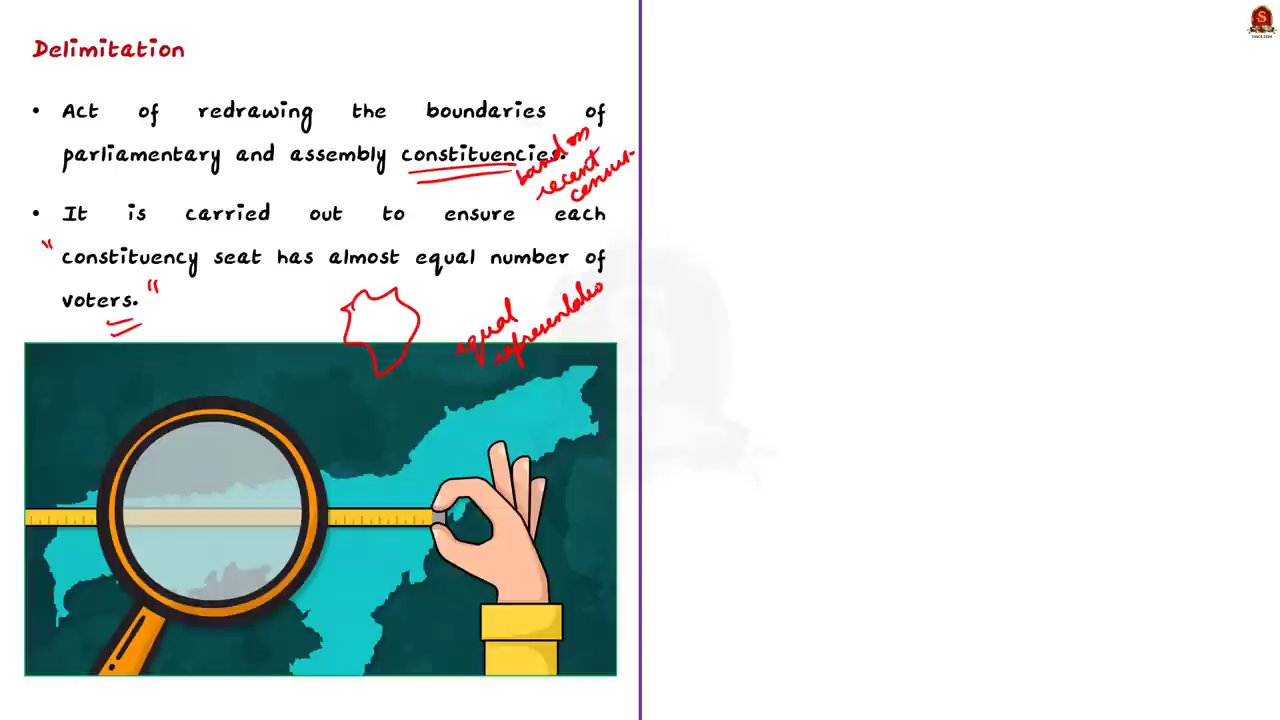 Delimitation
• Act of redrawing the boundaries of
parliamentary and assembly constituencies.
based on
recent
census.
• It is carried out to ensure each
" constituency seat has almost equal number of
voters. "
equal
representation